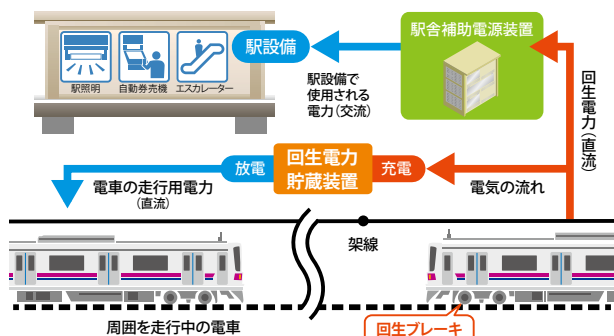 駅設備
駅照明
自動券売機
エスカレーター
駅設備で
使用される
電力(交流)
駅舎補助電源装置
回生電力(直流)
放電
回生電力
貯蔵装置
充電
電車の走行用電力
(直流)
電気の流れ
架線
周囲を走行中の電車
回生ブレーキ